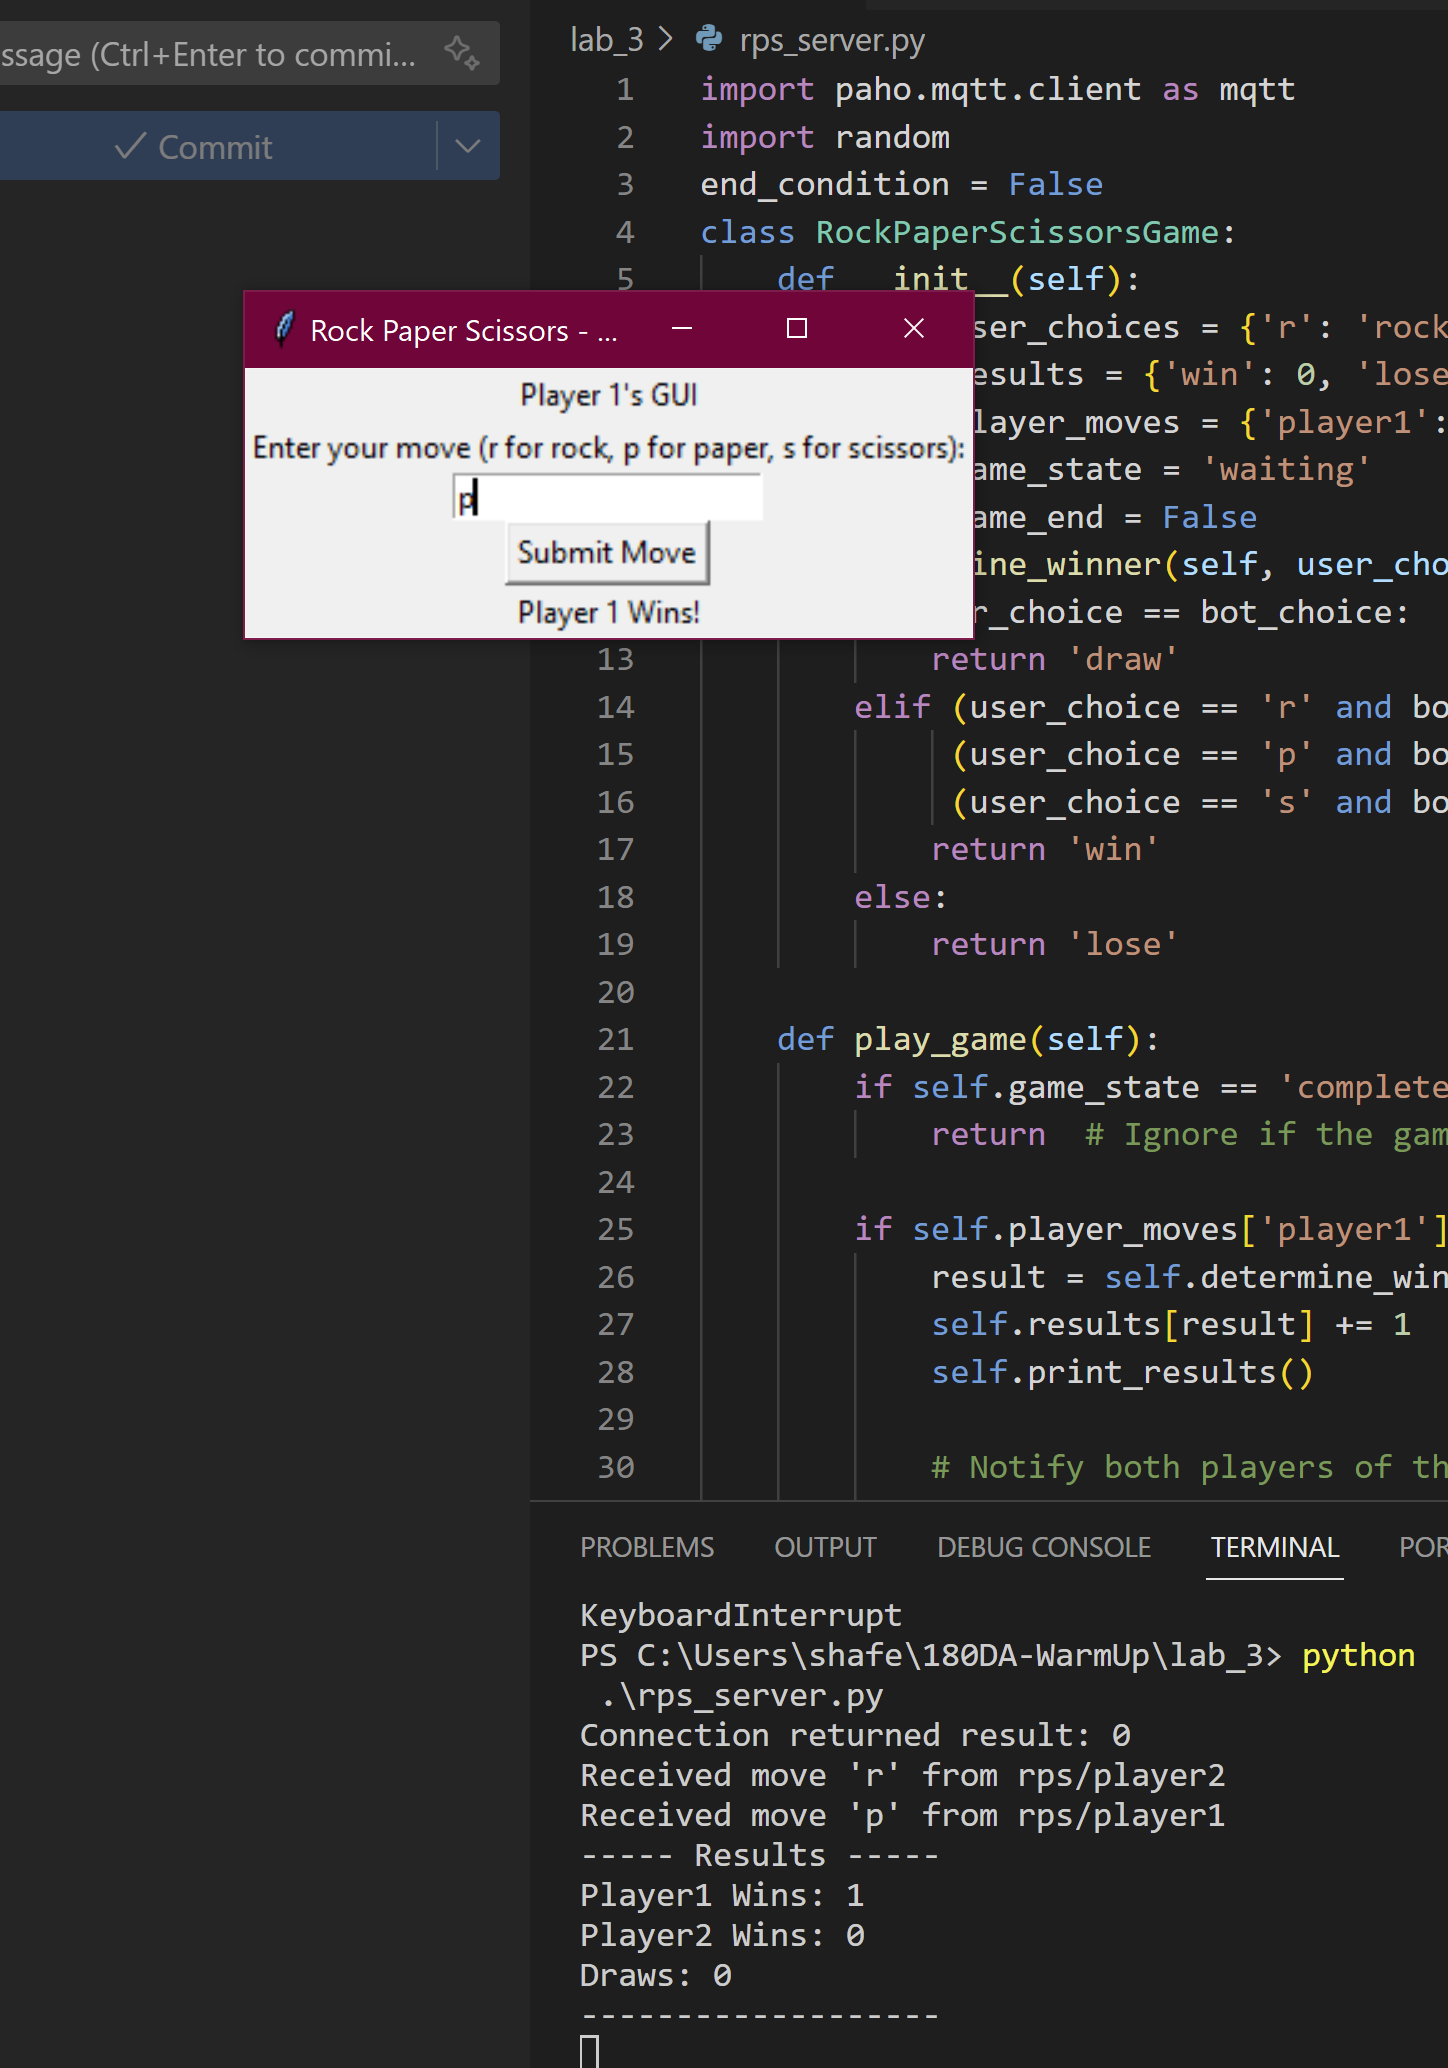 ssage (Ctrl+Enter to commi...
Commit
lab_3 > rps_server.py
1 import paho.mqtt.client as mqtt
2 import random
3 end_condition = False
4 class RockPaperScissorsGame:
5 def __init__(self):
ser_choices = {'r': 'rock
esults = {'win': 0, 'lose
layer_moves = {'player1':
ame_state = 'waiting'
ame_end = False
ine_winner(self, user_cho
r_choice == bot_choice:
Rock Paper Scissors - ...
Player 1's GUI
Enter your move (r for rock, p for paper, s for scissors):
p
Submit Move
Player 1 Wins!
13 return 'draw'
14 elif (user_choice == 'r' and bo
15 (user_choice == 'p' and bo
16 (user_choice == 's' and bo
17 return 'win'
18 else:
19 return 'lose'
20
21 def play_game(self):
22 if self.game_state == 'complete
23 return # Ignore if the gam
24
25 if self.player_moves['player1']
26 result = self.determine_win
27 self.results[result] += 1
28 self.print_results()
29
30 # Notify both players of th
PROBLEMS OUTPUT DEBUG CONSOLE TERMINAL POR
KeyboardInterrupt
PS C:\Users\shafe\180DA-WarmUp\lab_3> python
.\rps_server.py
Connection returned result: 0
Received move 'r' from rps/player2
Received move 'p' from rps/player1
----- Results -----
Player1 Wins: 1
Player2 Wins: 0
Draws: 0
-------------------